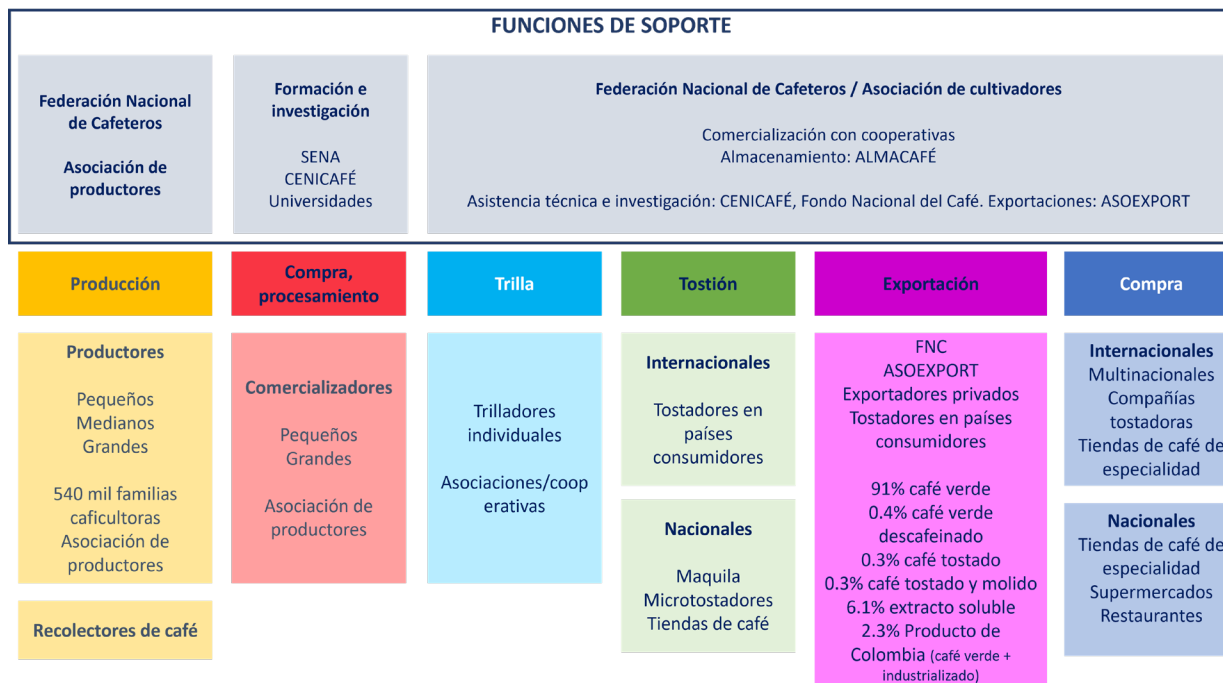 FUNCIONES DE SOPORTE
Federación Nacional
de Cafeteros
Asociación de
productores
Formación e
investigación
SENA
CENICAFÉ
Universidades
Federación Nacional de Cafeteros / Asociación de cultivadores
Comercialización con cooperativas
Almacenamiento: ALMACAFÉ
Asistencia técnica e investigación: CENICAFÉ, Fondo Nacional del Café. Exportaciones: ASOEXPORT
Producción
Productores
Pequeños
Medianos
Grandes
540 mil familias
caficultoras
Asociación de
productores
Recolectores de café
Compra,
procesamiento
Comercializadores
Pequeños
Grandes
Asociación de
productores
Trilla
Trilladores
individuales
Asociaciones/coop
erativas
Tostión
Internacionales
Tostadores en
países
consumidores
Nacionales
Maquila
Microtostadores
Tiendas de café
Exportación
FNC
ASOEXPORT
Exportadores privados
Tostadores en países
consumidores
91% café verde
0.4% café verde
descafeinado
0.3% café tostado
0.3% café tostado y molido
6.1% extracto soluble
2.3% Producto de
Colombia (café verde +
industrializado)
Compra
Internacionales
Multinacionales
Compañías
tostadoras
Tiendas de café de
especialidad
Nacionales
Tiendas de café de
especialidad
Supermercados
Restaurantes